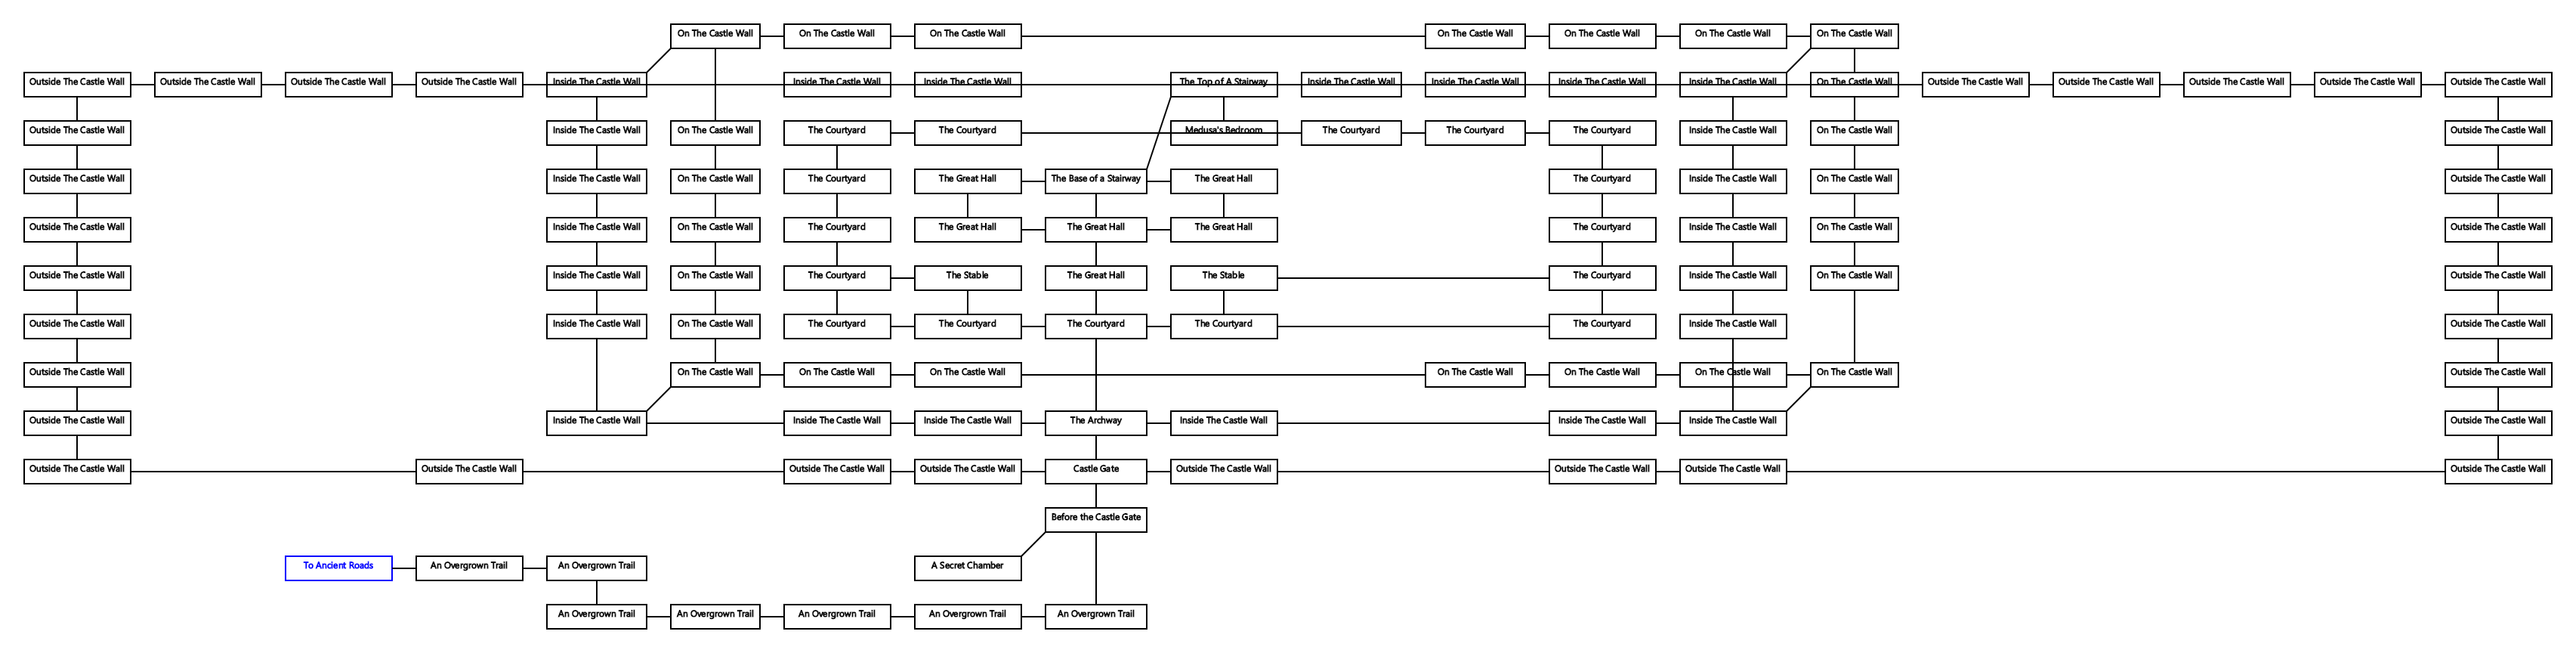 On The Castle Wall
On The Castle Wall
On The Castle Wall
On The Castle Wall
On The Castle Wall
On The Castle Wall
On The Castle Wall
Outside The Castle Wall
Outside The Castle Wall
Outside The Castle Wall
Outside The Castle Wall
Inside The Castle Wall
Inside The Castle Wall
Inside The Castle Wall
The Top of A Stairway
Inside The Castle Wall
Inside The Castle Wall
Inside The Castle Wall
Inside The Castle Wall
On The Castle Wall
Outside The Castle Wall
Outside The Castle Wall
Outside The Castle Wall
Outside The Castle Wall
Outside The Castle Wall
Outside The Castle Wall
Inside The Castle Wall
On The Castle Wall
The Courtyard
The Courtyard
Medusa's Bedroom
The Courtyard
The Courtyard
The Courtyard
Inside The Castle Wall
On The Castle Wall
Outside The Castle Wall
Outside The Castle Wall
Inside The Castle Wall
On The Castle Wall
The Courtyard
The Great Hall
The Base of a Stairway
The Great Hall
The Courtyard
Inside The Castle Wall
On The Castle Wall
Outside The Castle Wall
Outside The Castle Wall
Inside The Castle Wall
On The Castle Wall
The Courtyard
The Great Hall
The Great Hall
The Great Hall
The Courtyard
Inside The Castle Wall
On The Castle Wall
Outside The Castle Wall
Outside The Castle Wall
Inside The Castle Wall
On The Castle Wall
The Courtyard
The Stable
The Great Hall
The Stable
The Courtyard
Inside The Castle Wall
On The Castle Wall
Outside The Castle Wall
Outside The Castle Wall
Inside The Castle Wall
On The Castle Wall
The Courtyard
The Courtyard
The Courtyard
The Courtyard
The Courtyard
Inside The Castle Wall
Outside The Castle Wall
Outside The Castle Wall
On The Castle Wall
On The Castle Wall
On The Castle Wall
On The Castle Wall
On The Castle Wall
On The Castle Wall
On The Castle Wall
Outside The Castle Wall
Outside The Castle Wall
Inside The Castle Wall
Inside The Castle Wall
Inside The Castle Wall
The Archway
Inside The Castle Wall
Inside The Castle Wall
Inside The Castle Wall
Outside The Castle Wall
Outside The Castle Wall
Outside The Castle Wall
Outside The Castle Wall
Outside The Castle Wall
Castle Gate
Outside The Castle Wall
Outside The Castle Wall
Outside The Castle Wall
Outside The Castle Wall
Before the Castle Gate
To Ancient Roads
An Overgrown Trail
An Overgrown Trail
A Secret Chamber
An Overgrown Trail
An Overgrown Trail
An Overgrown Trail
An Overgrown Trail
An Overgrown Trail